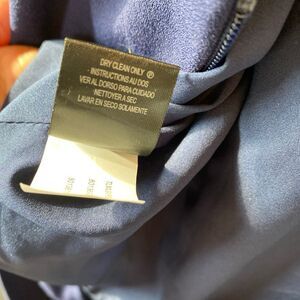 DRY CLEAN ONLY Ⓟ
- INSTRUCTIONS AU DOS
VER AL DORSO PARA CUIDADO
NETTOYER A SEC
LAVAR EN SECO SOLAMENTE